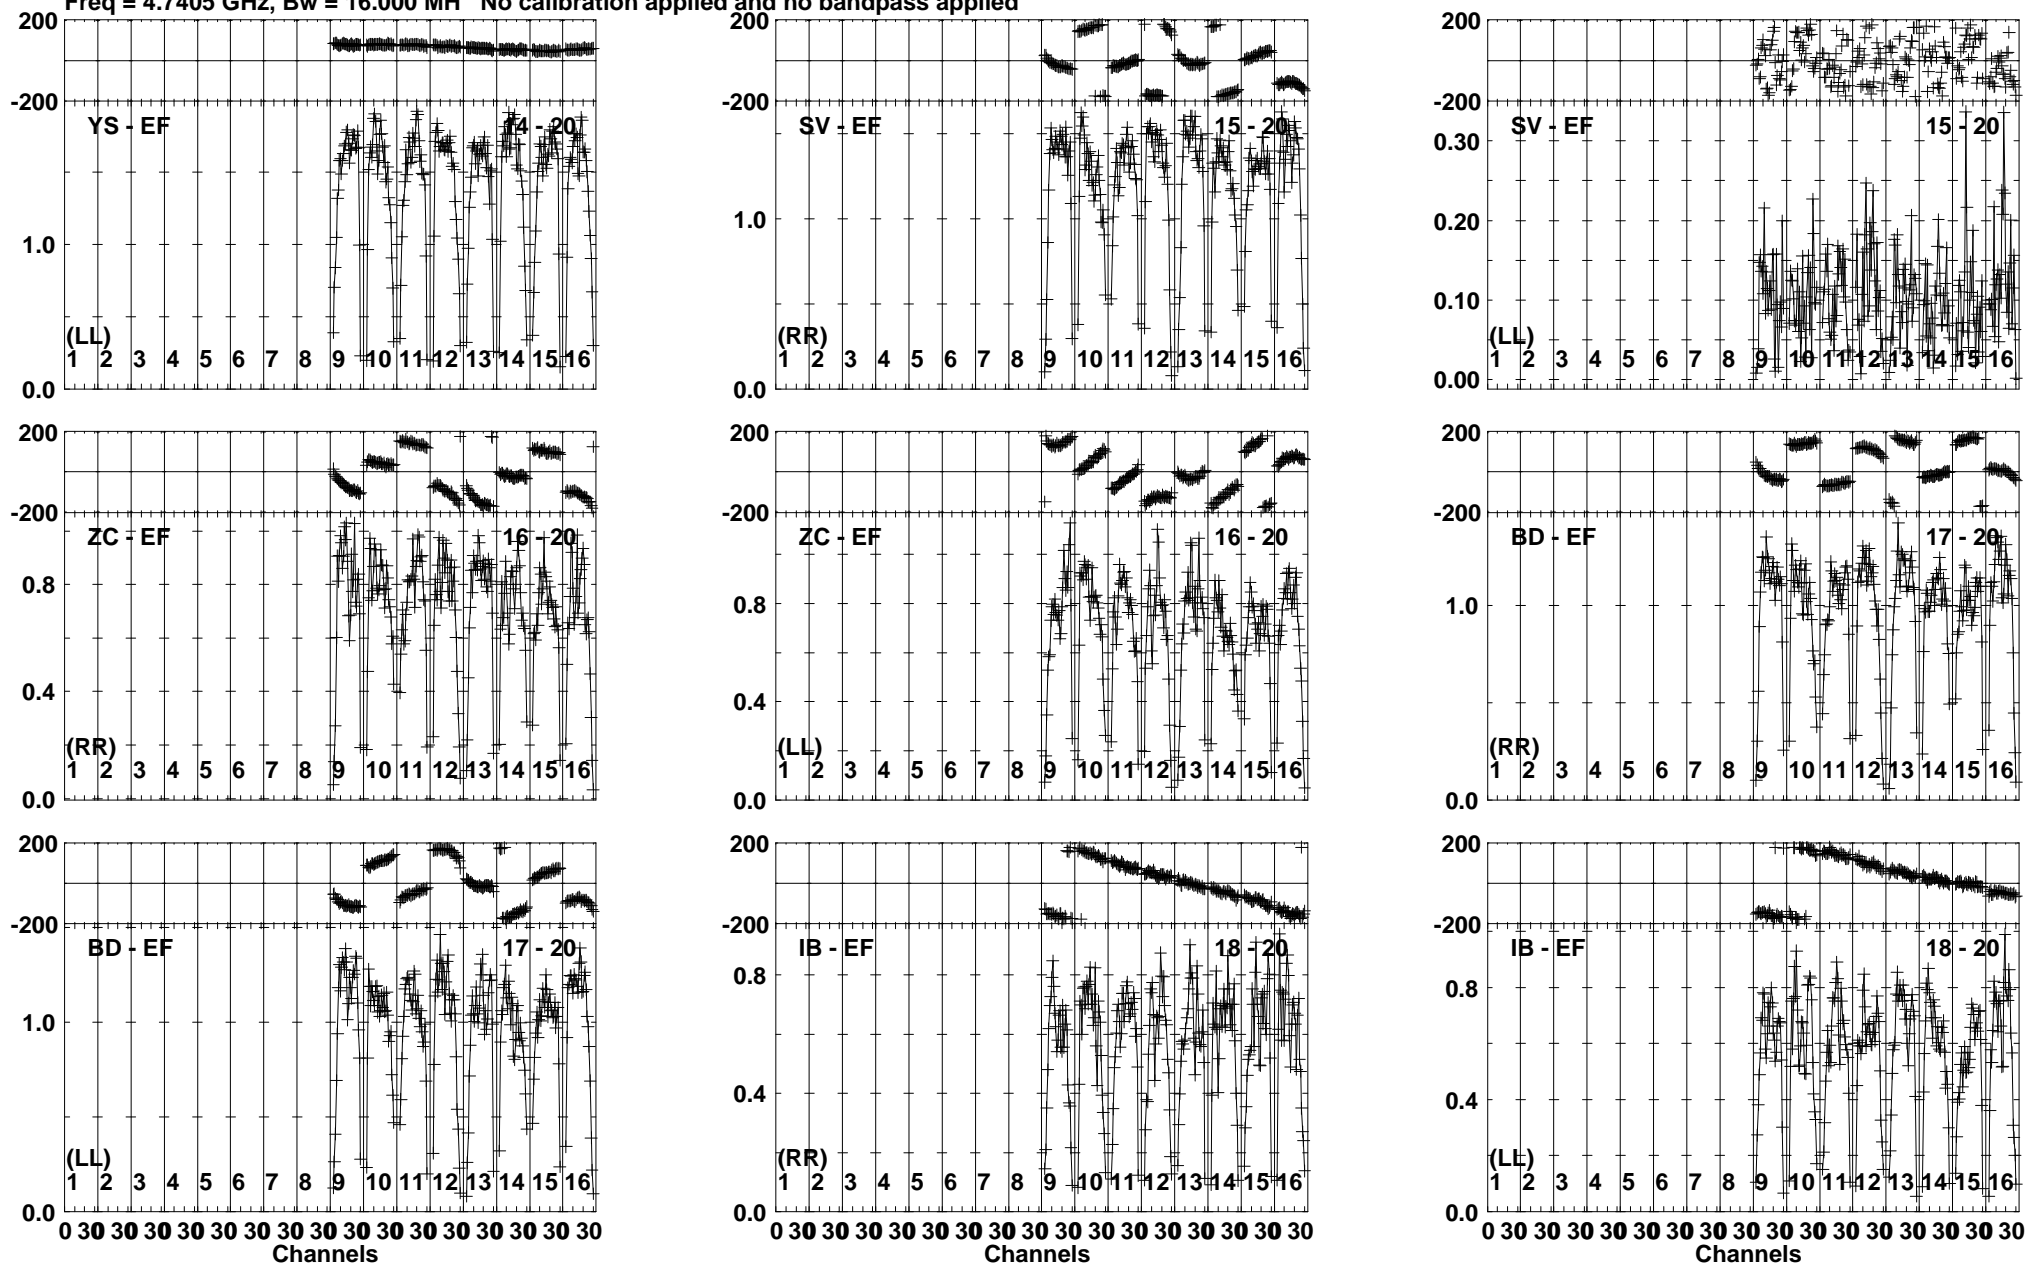 Freq = 4.7405 GHz, Bw = 16.000 MH No calibration applied and no bandpass applied
200
-200
YS - EF
14 - 20
1.0
(LL)
1 2 3 4 5 6 7 8 9 10 11 12 13 14 15 16
0.0
200
-200
SV - EF
15 - 20
1.0
(RR)
1 2 3 4 5 6 7 8 9 10 11 12 13 14 15 16
0.0
200
-200
SV - EF
15 - 20
0.30
0.20
0.10
(LL)
1 2 3 4 5 6 7 8 9 10 11 12 13 14 15 16
0.00
200
-200
ZC - EF
16 - 20
0.8
0.4
(RR)
1 2 3 4 5 6 7 8 9 10 11 12 13 14 15 16
0.0
200
-200
ZC - EF
16 - 20
0.8
0.4
(LL)
1 2 3 4 5 6 7 8 9 10 11 12 13 14 15 16
0.0
200
-200
BD - EF
17 - 20
1.0
(RR)
1 2 3 4 5 6 7 8 9 10 11 12 13 14 15 16
0.0
200
-200
BD - EF
17 - 20
1.0
(LL)
1 2 3 4 5 6 7 8 9 10 11 12 13 14 15 16
0.0
0 30 30 30 30 30 30 30 30 30 30 30 30 30 30 30 30
Channels
200
-200
IB - EF
18 - 20
0.8
0.4
(RR)
1 2 3 4 5 6 7 8 9 10 11 12 13 14 15 16
0.0
0 30 30 30 30 30 30 30 30 30 30 30 30 30 30 30 30
Channels
200
-200
IB - EF
18 - 20
0.8
0.4
(LL)
1 2 3 4 5 6 7 8 9 10 11 12 13 14 15 16
0.0
0 30 30 30 30 30 30 30 30 30 30 30 30 30 30 30 30
Channels